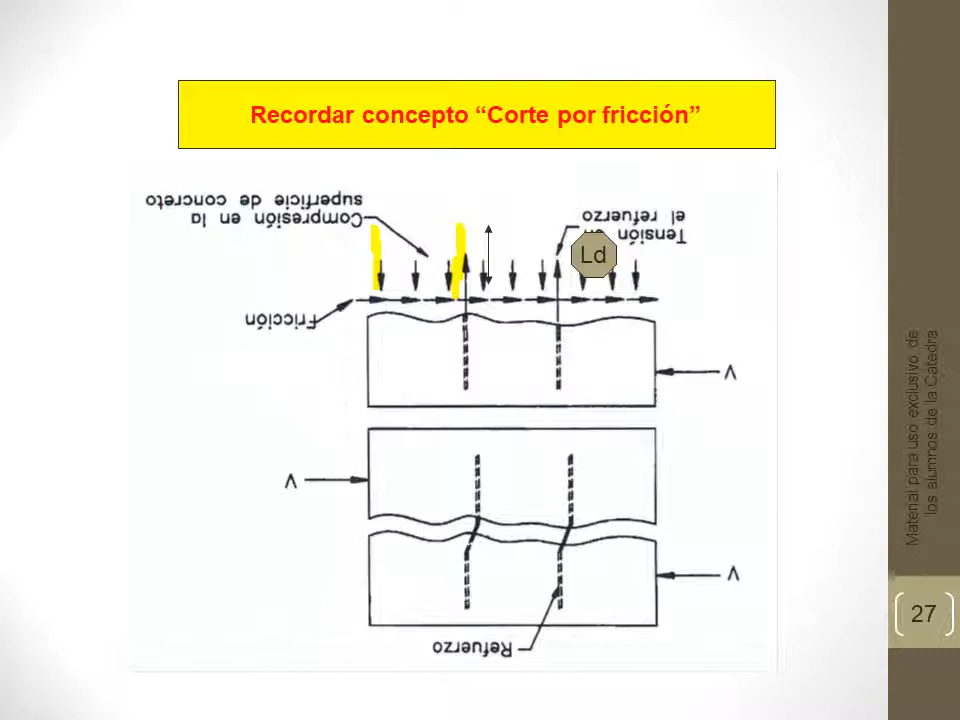 Recordar concepto “Corte por fricción”
Compresión en la
superficie de concreto
Tensión en
el refuerzo
Ld
Fricción
V
V
V
Refuerzo
Material para uso exclusivo de
los alumnos de la Catedra
27